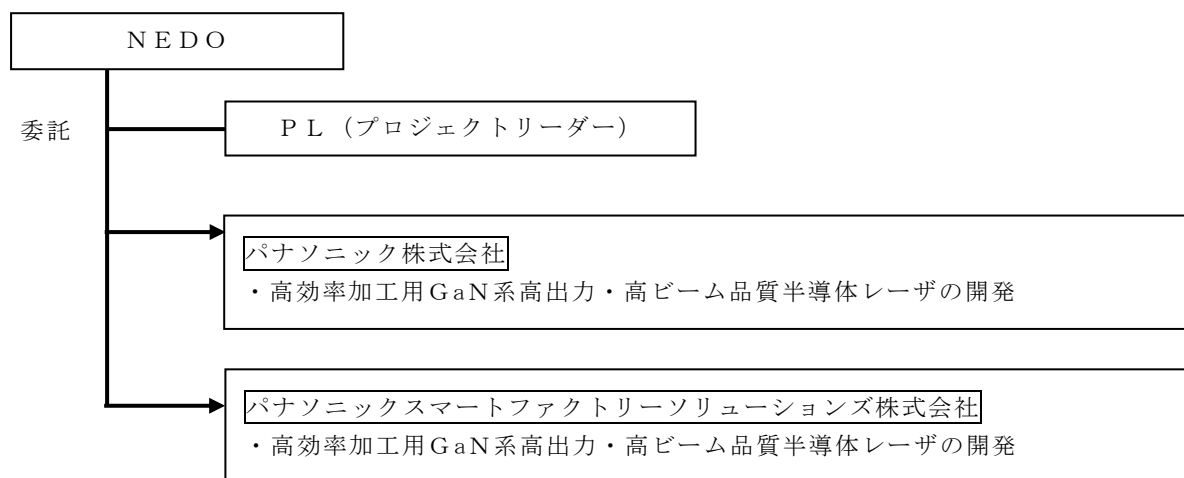 ＮＥＤＯ
委託
ＰＬ（プロジェクトリーダー）
パナソニック株式会社
・高効率加工用GaN系高出力・高ビーム品質半導体レーザの開発
パナソニックスマートファクトリーソリューションズ株式会社
・高効率加工用GaN系高出力・高ビーム品質半導体レーザの開発